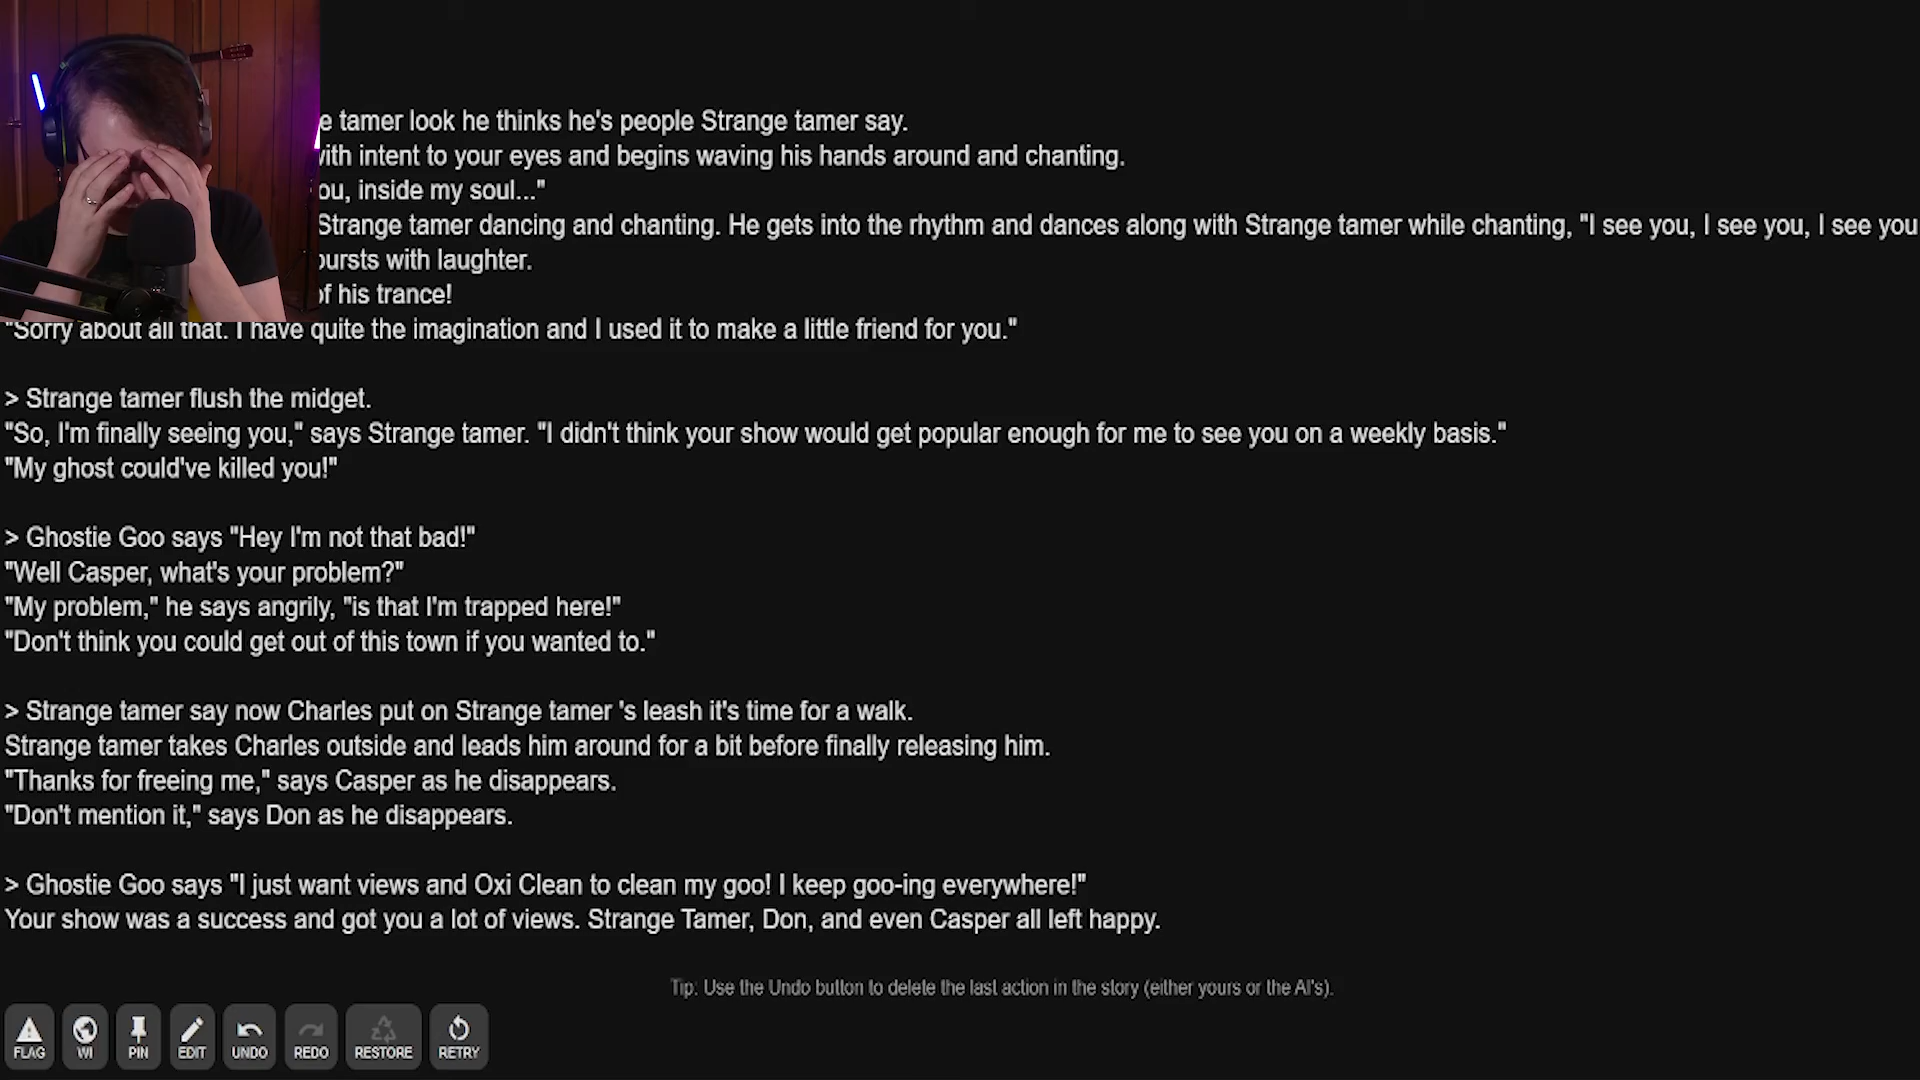 tamer look he thinks he's people Strange tamer say.
with intent to your eyes and begins waving his hands around and chanting.
you, inside my soul..."
Strange tamer dancing and chanting. He gets into the rhythm and dances along with Strange tamer while chanting, "I see you, I see you, I see you
bursts with laughter.
of his trance!
"Sorry about all that. I have quite the imagination and I used it to make a little friend for you."
> Strange tamer flush the midget.
"So, I'm finally seeing you," says Strange tamer. "I didn't think your show would get popular enough for me to see you on a weekly basis."
"My ghost could've killed you!"
> Ghostie Goo says "Hey I'm not that bad!"
"Well Casper, what's your problem?"
"My problem," he says angrily, "is that I'm trapped here!"
"Don't think you could get out of this town if you wanted to."
> Strange tamer say now Charles put on Strange tamer 's leash it's time for a walk.
Strange tamer takes Charles outside and leads him around for a bit before finally releasing him.
"Thanks for freeing me," says Casper as he disappears.
"Don't mention it," says Don as he disappears.
> Ghostie Goo says "I just want views and Oxi Clean to clean my goo! I keep goo-ing everywhere!"
Your show was a success and got you a lot of views. Strange Tamer, Don, and even Casper all left happy.
Tip: Use the Undo button to delete the last action in the story (either yours or the AI's).
FLAG WI PIN EDIT UNDO REDO RESTORE RETRY